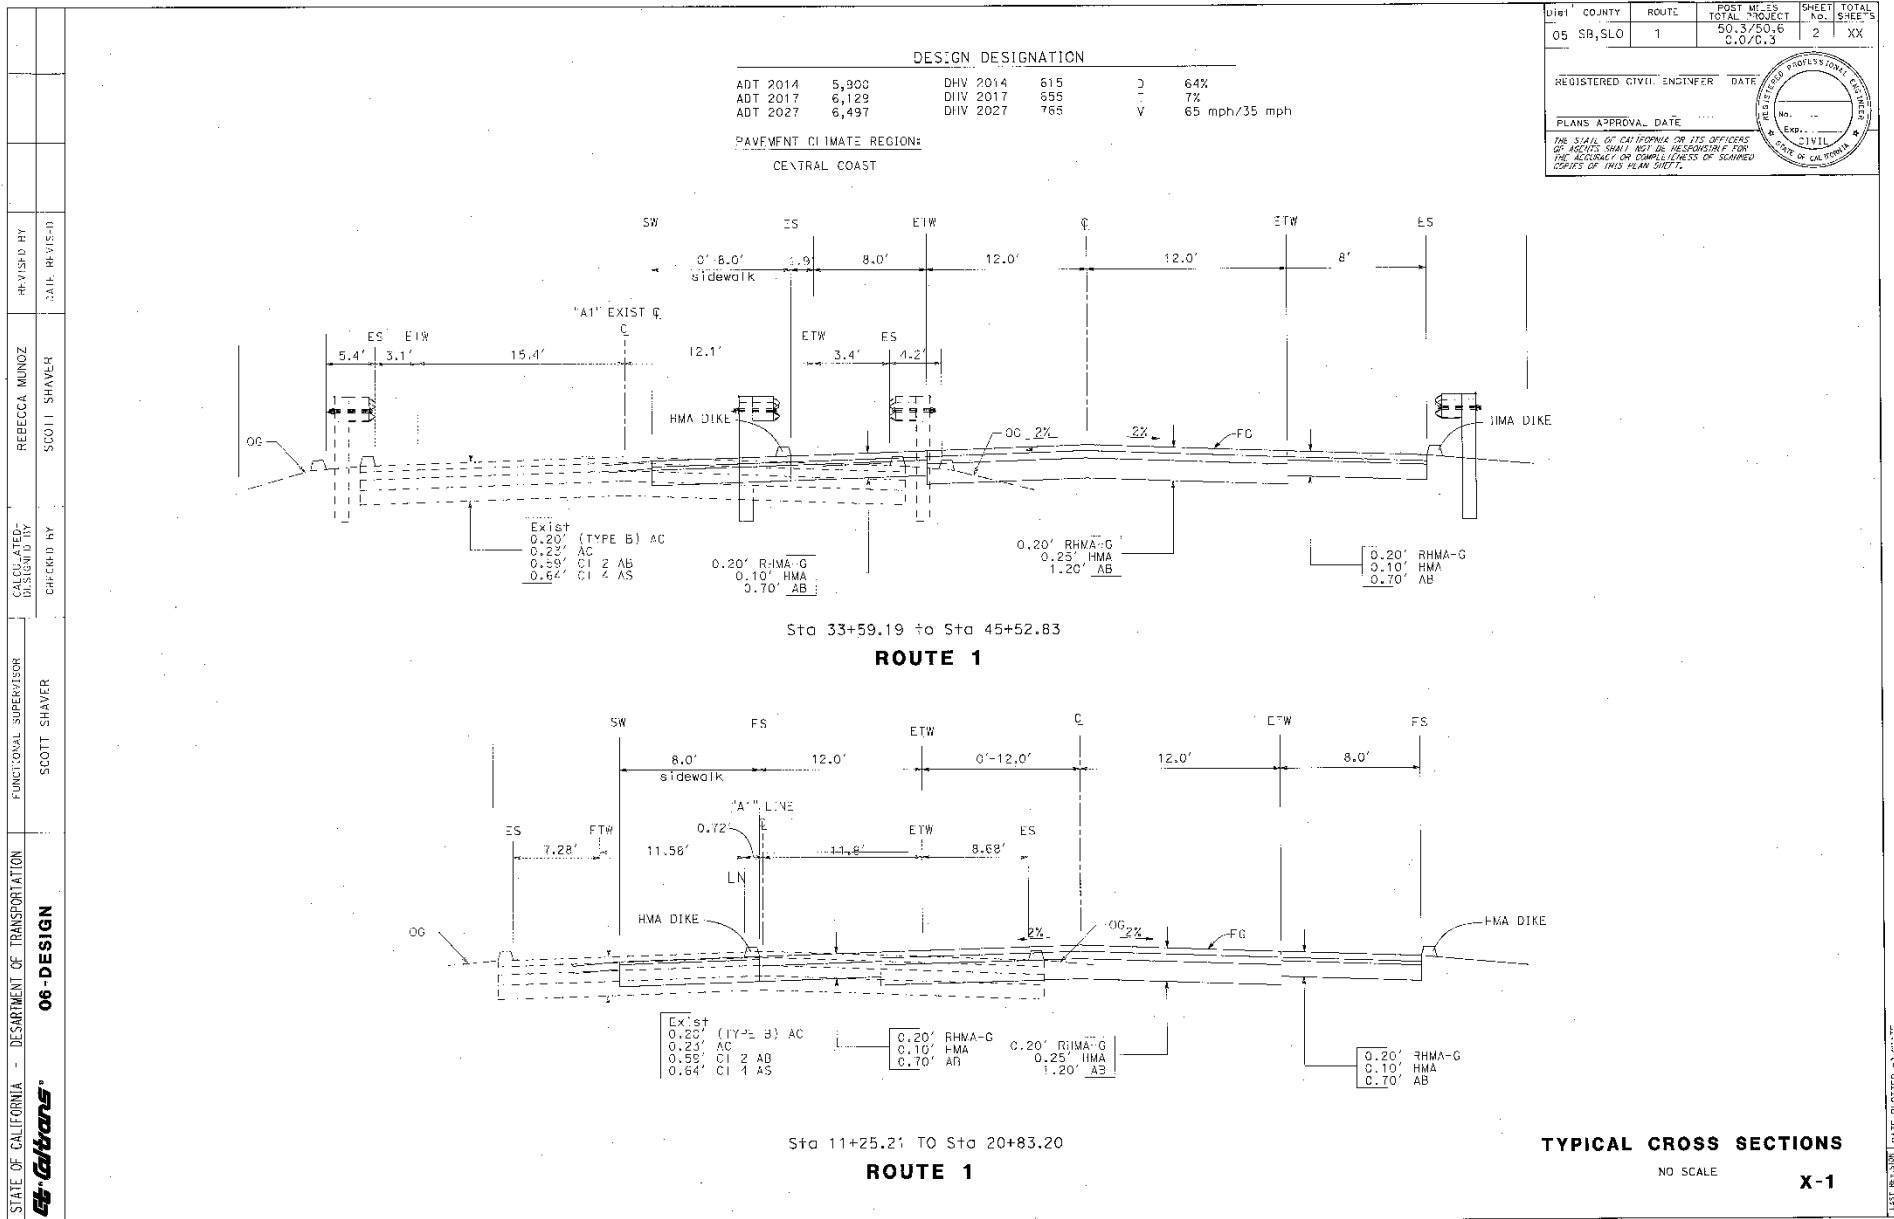 Dist COUNTY ROUTE POST MILES TOTAL PROJECT SHEET No. TOTAL SHEETS
05 SB,SLO 1 50.3/50.6 0.0/0.3 2 XX
REGISTERED CIVIL ENGINEER DATE
PLANS APPROVAL DATE
THE STATE OF CALIFORNIA OR ITS OFFICERS
OR AGENTS SHALL NOT BE RESPONSIBLE FOR
THE ACCURACY OR COMPLETENESS OF SCANNED
COPIES OF THIS PLAN SHEET.
REGISTERED PROFESSIONAL ENGINEER
No.
Exp.
CIVIL
STATE OF CALIFORNIA
DESIGN DESIGNATION
ADT 2014 5,900 DHV 2014 615 D 64%
ADT 2017 6,129 DHV 2017 655 7%
ADT 2027 6,497 DHV 2027 765 V 65 mph/35 mph
PAVEMENT CLIMATE REGION:
CENTRAL COAST
SW ES ETW ℄ ETW ES
0'-8.0' 8.0' 12.0' 12.0' 8'
sidewalk
"A1" EXIST ℄
ES ETW ETW ES
5.4' 3.1' 15.4' 12.1' 3.4' 4.2'
HMA DIKE HMA DIKE
OG OG 2% 2% FG
Exist
0.20' (TYPE B) AC
0.23' AC
0.59' Cl 2 AB
0.64' Cl 4 AS
0.20' RHMA-G
0.10' HMA
0.70' AB
0.20' RHMA-G
0.25' HMA
1.20' AB
0.20' RHMA-G
0.10' HMA
0.70' AB
Sta 33+59.19 to Sta 45+52.83
ROUTE 1
SW ES ETW ℄ ETW ES
8.0' 12.0' 0'-12.0' 12.0' 8.0'
sidewalk
"A1" LINE
℄
ES ETW 0.72' ETW ES
7.28' 11.58' 11.8' 8.68'
LN
HMA DIKE HMA DIKE
OG 2% OG 2% FG
Exist
0.20' (TYPE B) AC
0.23' AC
0.59' Cl 2 AB
0.64' Cl 4 AS
0.20' RHMA-G
0.10' HMA
0.70' AB
0.20' RHMA-G
0.25' HMA
1.20' AB
0.20' RHMA-G
0.10' HMA
0.70' AB
Sta 11+25.21 TO Sta 20+83.20
ROUTE 1
TYPICAL CROSS SECTIONS
NO SCALE
X-1
REVISED BY
DATE REVISED
REBECCA MUNOZ
SCOTT SHAVER
CALCULATED-
DESIGNED BY
CHECKED BY
FUNCTIONAL SUPERVISOR
SCOTT SHAVER
STATE OF CALIFORNIA - DEPARTMENT OF TRANSPORTATION
06-DESIGN
Caltrans